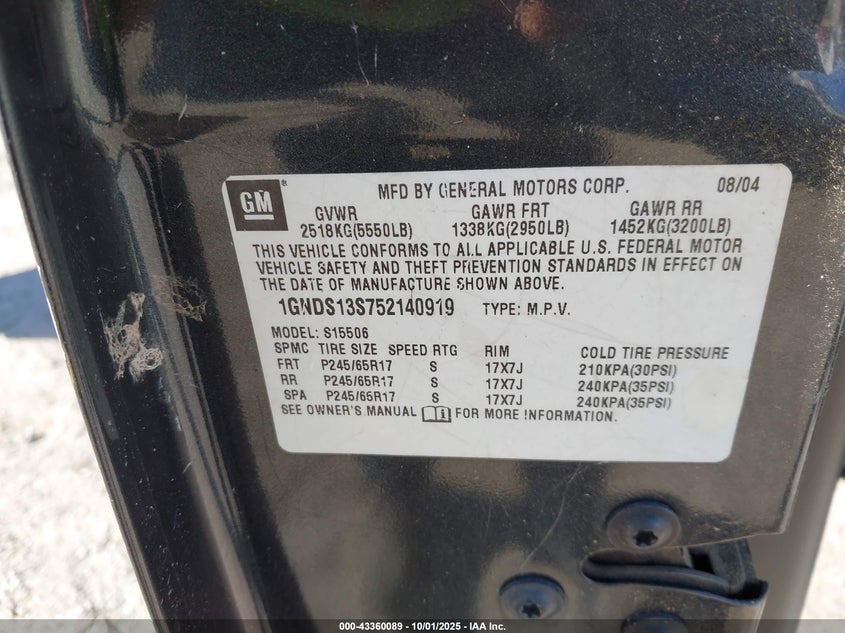 GM® MFD BY GENERAL MOTORS CORP. 08/04
GVWR GAWR FRT GAWR RR
2518KG(5550LB) 1338KG(2950LB) 1452KG(3200LB)
THIS VEHICLE CONFORMS TO ALL APPLICABLE U.S. FEDERAL MOTOR
VEHICLE SAFETY AND THEFT PREVENTION STANDARDS IN EFFECT ON
THE DATE OF MANUFACTURE SHOWN ABOVE.
1GNDS13S752140919 TYPE: M.P.V.
MODEL: S15506
SPMC TIRE SIZE SPEED RTG RIM COLD TIRE PRESSURE
FRT P245/65R17 S 17X7J 210KPA(30PSI)
RR P245/65R17 S 17X7J 240KPA(35PSI)
SPA P245/65R17 S 17X7J 240KPA(35PSI)
SEE OWNER'S MANUAL FOR MORE INFORMATION.
000-43360089 - 10/01/2025 - IAA Inc.